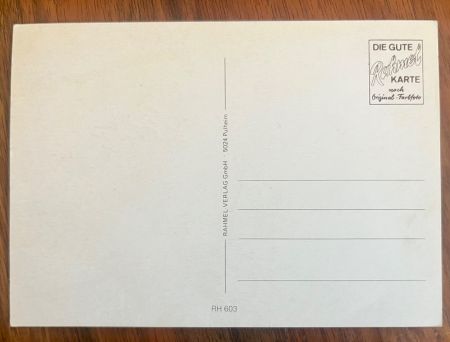 DIE GUTE
Rahmel
KARTE
nach
Original-Farbfoto
RAHMEL-VERLAG GmbH · 5024 Pulheim
RH 603